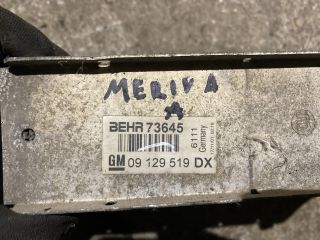 MERIVA
A
BEHR 73645
6111
Germany
GM 09 129 519 DX